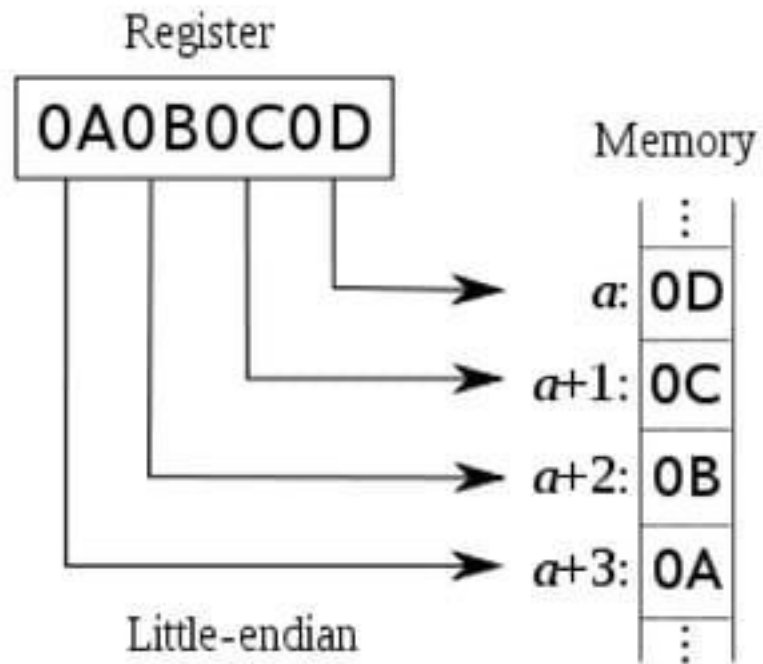 Register
0A0B0C0D
Memory
⋮
a: 0D
a+1: 0C
a+2: 0B
a+3: 0A
⋮
Little-endian